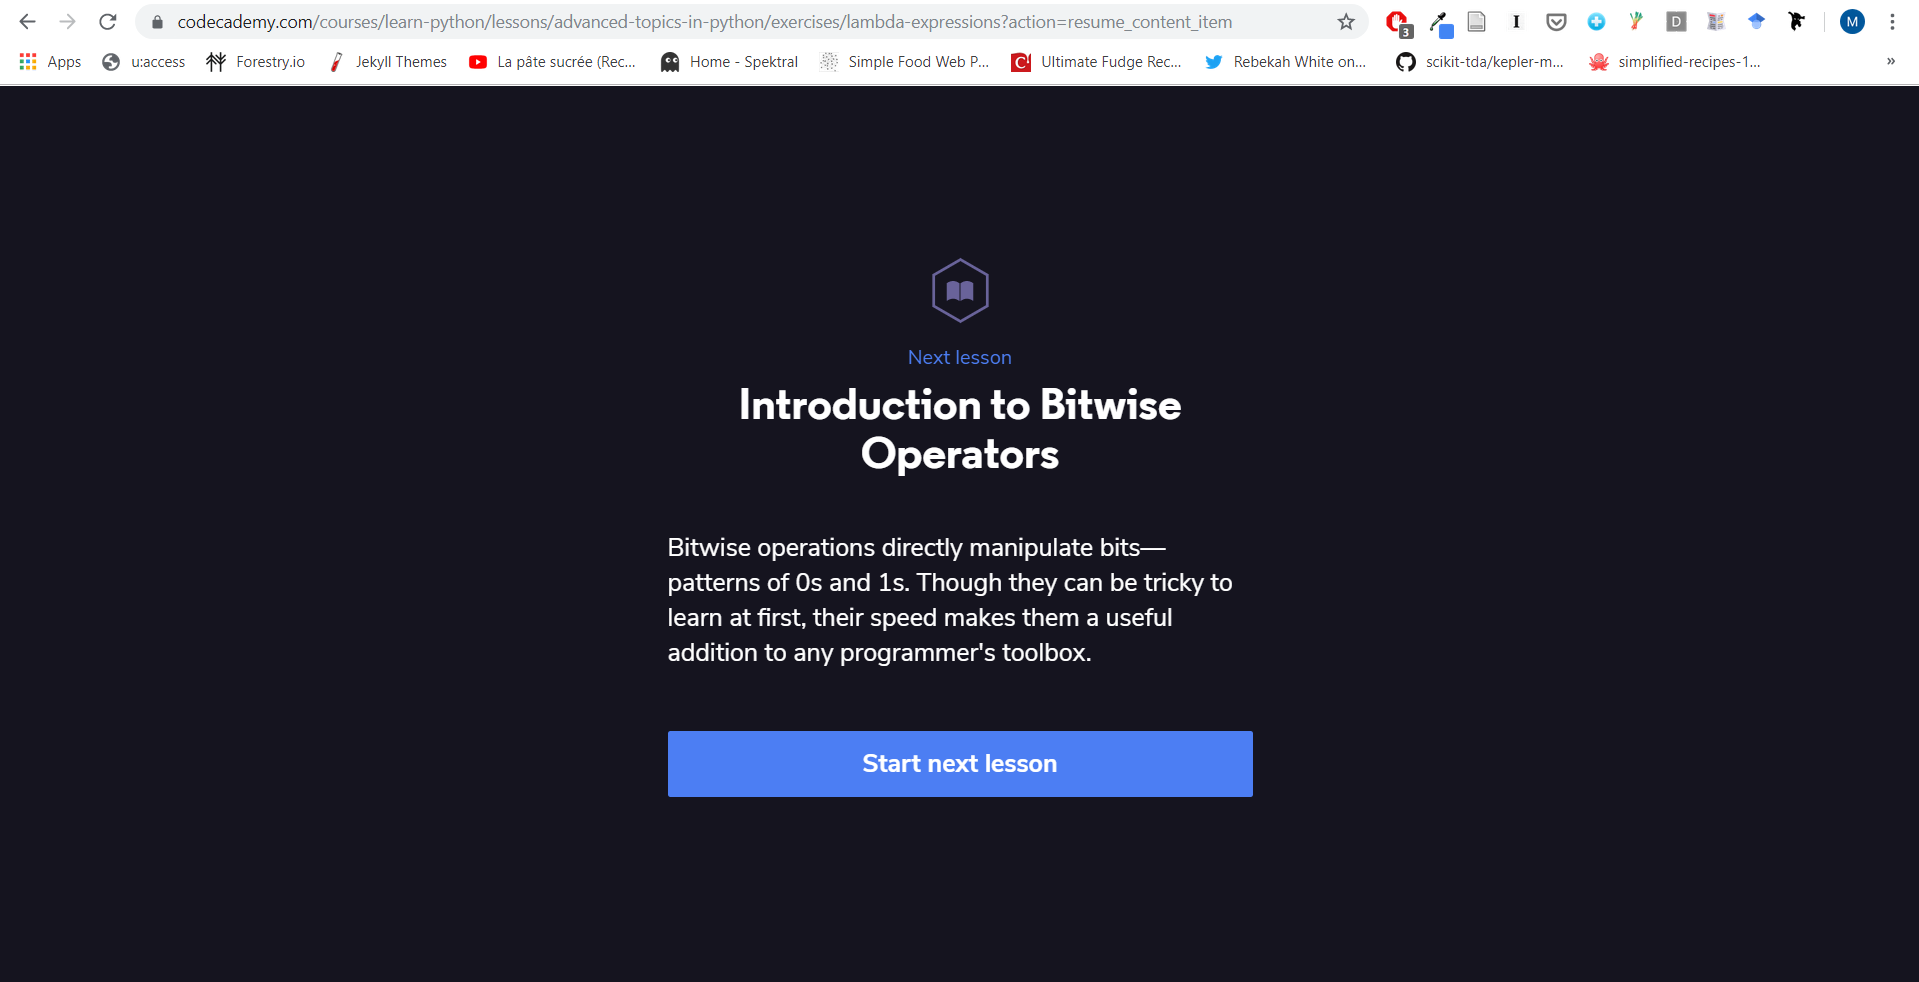 codecademy.com/courses/learn-python/lessons/advanced-topics-in-python/exercises/lambda-expressions?action=resume_content_item 3 I D M
Apps u:access Forestry.io Jekyll Themes La pâte sucrée (Rec... Home - Spektral Simple Food Web P... Ultimate Fudge Rec... Rebekah White on... scikit-tda/kepler-m... simplified-recipes-1... »
Next lesson
Introduction to Bitwise
Operators
Bitwise operations directly manipulate bits—
patterns of 0s and 1s. Though they can be tricky to
learn at first, their speed makes them a useful
addition to any programmer's toolbox.
Start next lesson